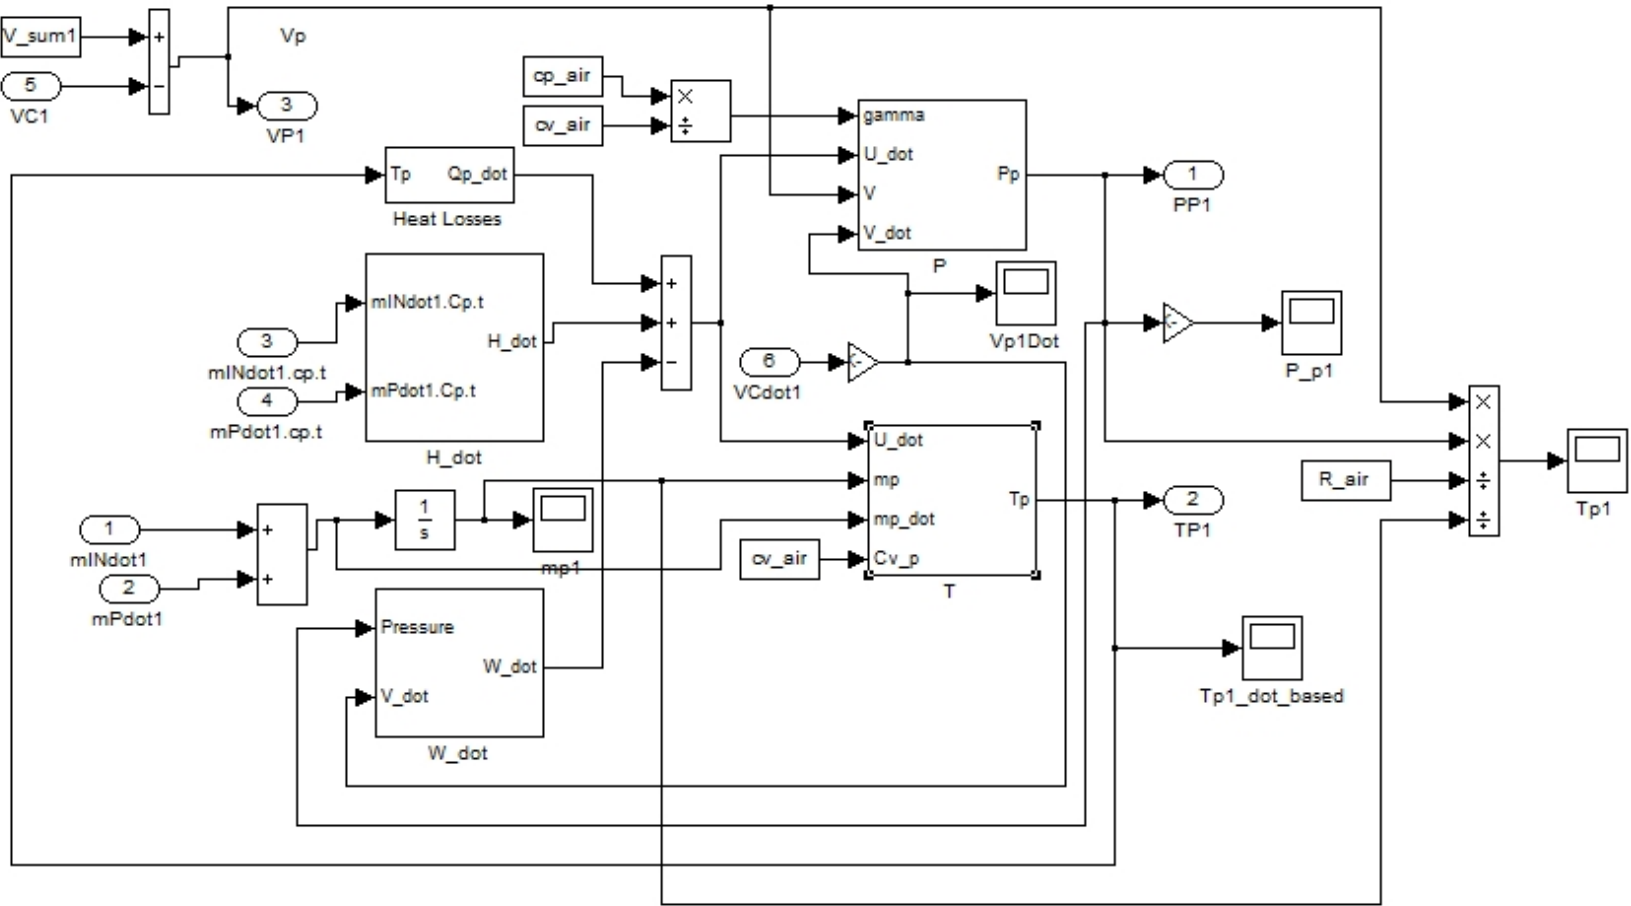 V_sum1
+
−
5
VC1
Vp
3
VP1
cp_air
cv_air
×
÷
gamma
U_dot
V
V_dot
Pp
P
1
PP1
Tp
Qp_dot
Heat Losses
mINdot1.Cp.t
mPdot1.Cp.t
H_dot
H_dot
3
mINdot1.cp.t
4
mPdot1.cp.t
+
+
−
6
VCdot1
Vp1Dot
P_p1
U_dot
mp
mp_dot
Cv_p
Tp
T
cv_air
2
TP1
×
×
÷
÷
R_air
Tp1
1
mINdot1
2
mPdot1
+
+
1
s
mp1
Pressure
V_dot
W_dot
W_dot
Tp1_dot_based